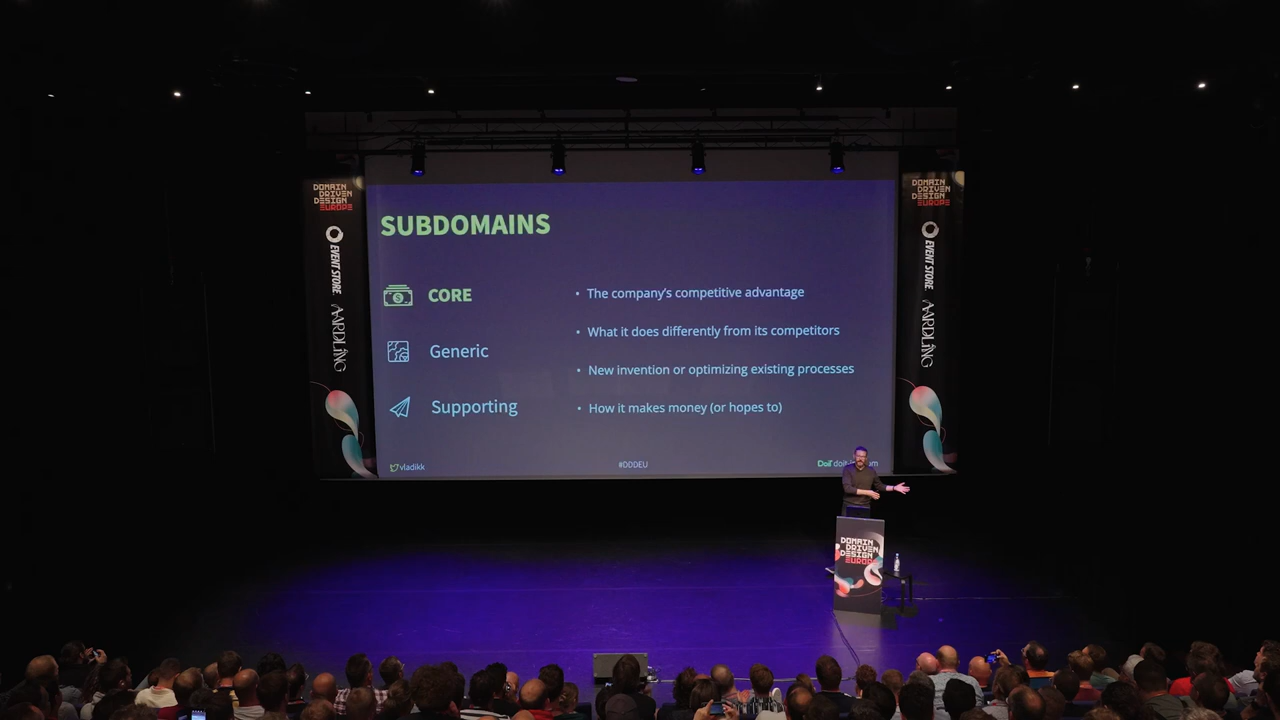 DOMAIN
DRIVEN
DESIGN
EUROPE
EVENT STORE
AARDLING
SUBDOMAINS
CORE
Generic
Supporting
• The company's competitive advantage
• What it does differently from its competitors
• New invention or optimizing existing processes
• How it makes money (or hopes to)
vladikk
#DDDEU
DoiT
DOMAIN
DRIVEN
DESIGN
EUROPE
EVENT STORE
AARDLING
DOMAIN
DRIVEN
DESIGN
EUROPE